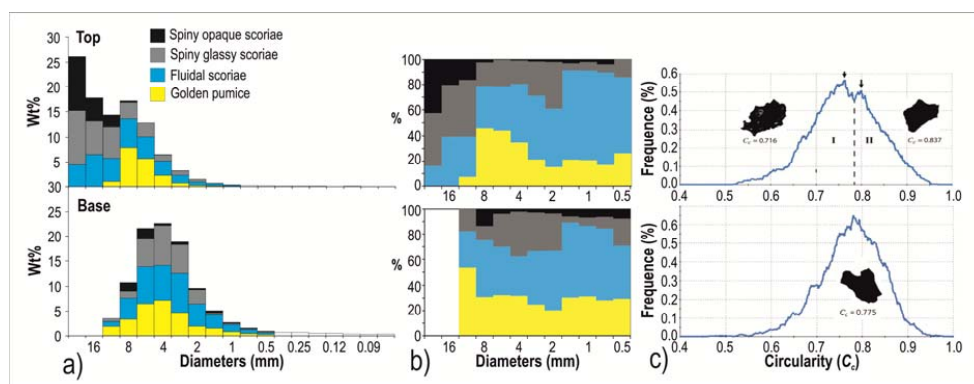 Top
Spiny opaque scoriae
Spiny glassy scoriae
Fluidal scoriae
Golden pumice
Wt%
30
25
20
15
10
5
30
Base
Wt%
25
20
15
10
5
0
16 8 4 2 1 0.5 0.25 0.12 0.09
a) Diameters (mm)
%
100
80
60
40
20
0
16 8 4 2 1 0.5
%
100
80
60
40
20
0
16 8 4 2 1 0.5
b) Diameters (mm)
Frequence (%)
0.6
0.5
0.4
0.3
0.2
0.1
0
I II
Cc = 0.716
Cc = 0.837
0.4 0.5 0.6 0.7 0.8 0.9 1.0
Frequence (%)
0.6
0.5
0.4
0.3
0.2
0.1
0
Cc = 0.775
0.4 0.5 0.6 0.7 0.8 0.9 1.0
c) Circularity (Cc)